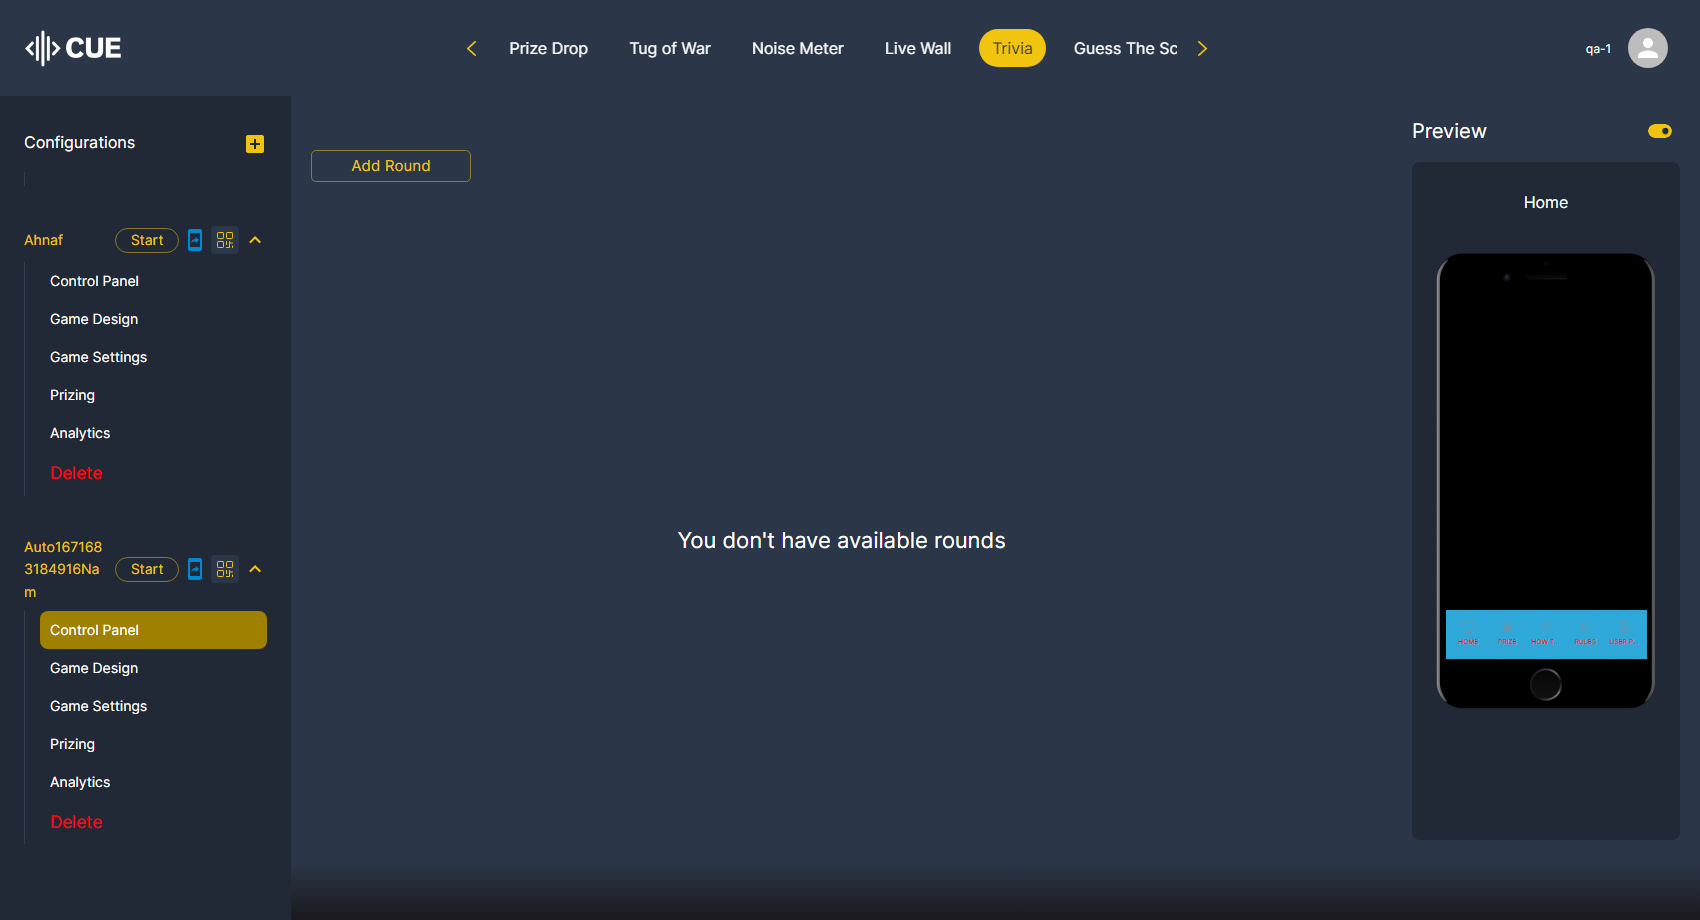 CUE
Prize Drop
Tug of War
Noise Meter
Live Wall
Trivia
Guess The Sc
qa-1
Configurations
Add Round
Preview
Home
Ahnaf
Start
Control Panel
Game Design
Game Settings
Prizing
Analytics
Delete
You don't have available rounds
Auto167168
3184916Na
m
Start
Control Panel
Game Design
Game Settings
Prizing
Analytics
Delete
HOME
PRIZE
HOW T...
RULES
USER P...